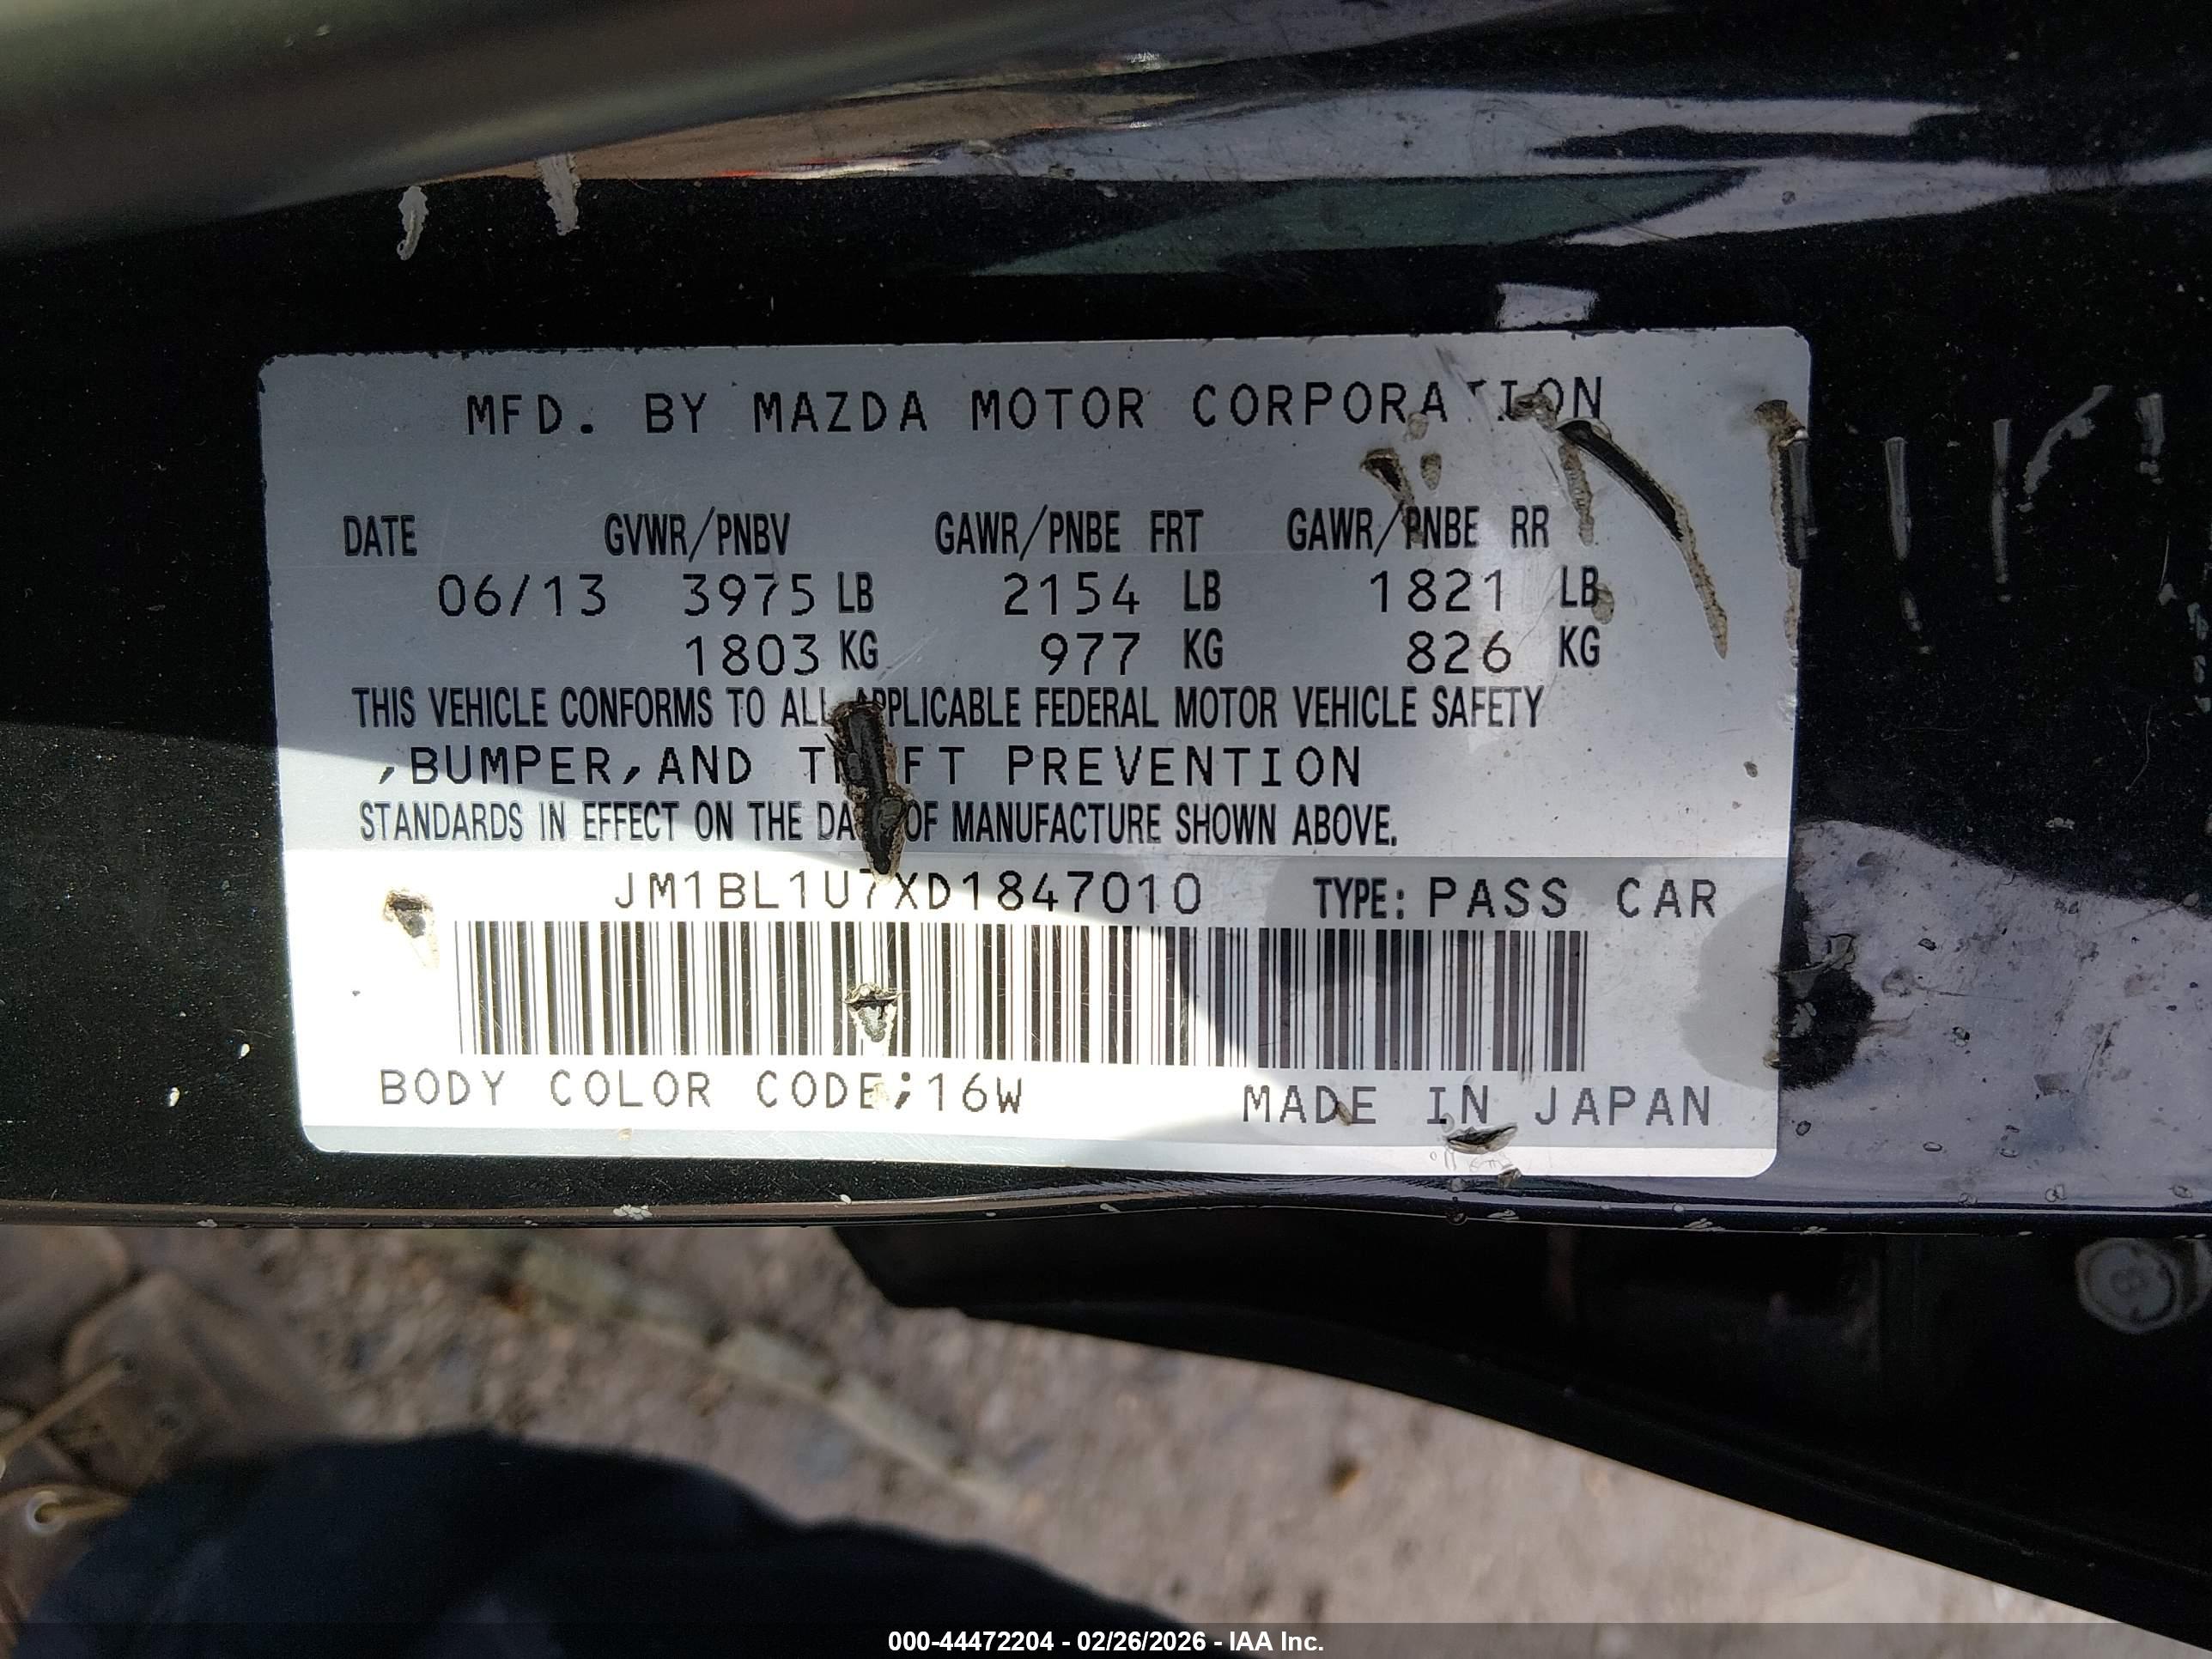 MFD. BY MAZDA MOTOR CORPORATION
DATE GVWR/PNBV GAWR/PNBE FRT GAWR/PNBE RR
06/13 3975 LB 2154 LB 1821 LB
1803 KG 977 KG 826 KG
THIS VEHICLE CONFORMS TO ALL APPLICABLE FEDERAL MOTOR VEHICLE SAFETY
,BUMPER,AND THEFT PREVENTION
STANDARDS IN EFFECT ON THE DATE OF MANUFACTURE SHOWN ABOVE.
JM1BL1U7XD1847010 TYPE: PASS CAR
BODY COLOR CODE;16W MADE IN JAPAN
000-44472204 - 02/26/2026 - IAA Inc.